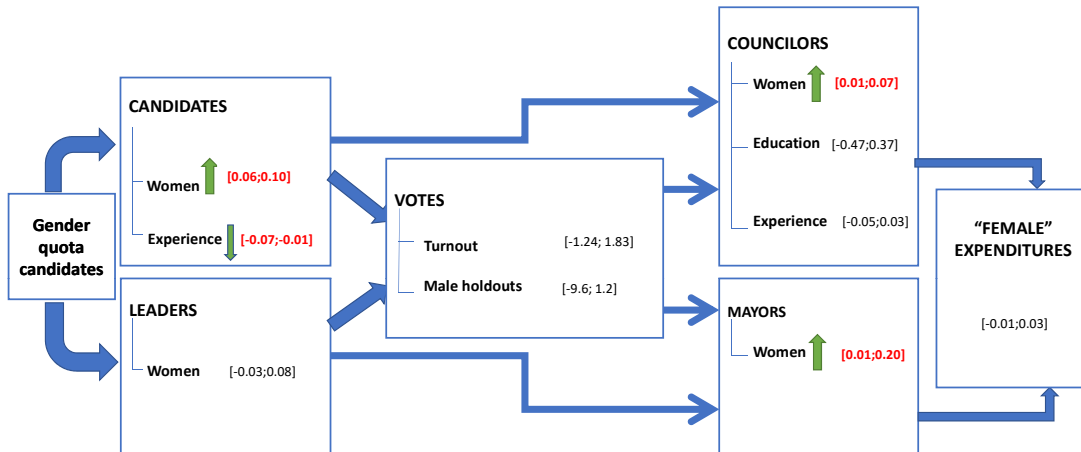 Gender
quota
candidates
CANDIDATES
Women [0.06;0.10]
Experience [-0.07;-0.01]
LEADERS
Women [-0.03;0.08]
VOTES
Turnout [-1.24; 1.83]
Male holdouts [-9.6; 1.2]
COUNCILORS
Women [0.01;0.07]
Education [-0.47;0.37]
Experience [-0.05;0.03]
MAYORS
Women [0.01;0.20]
“FEMALE”
EXPENDITURES
[-0.01;0.03]